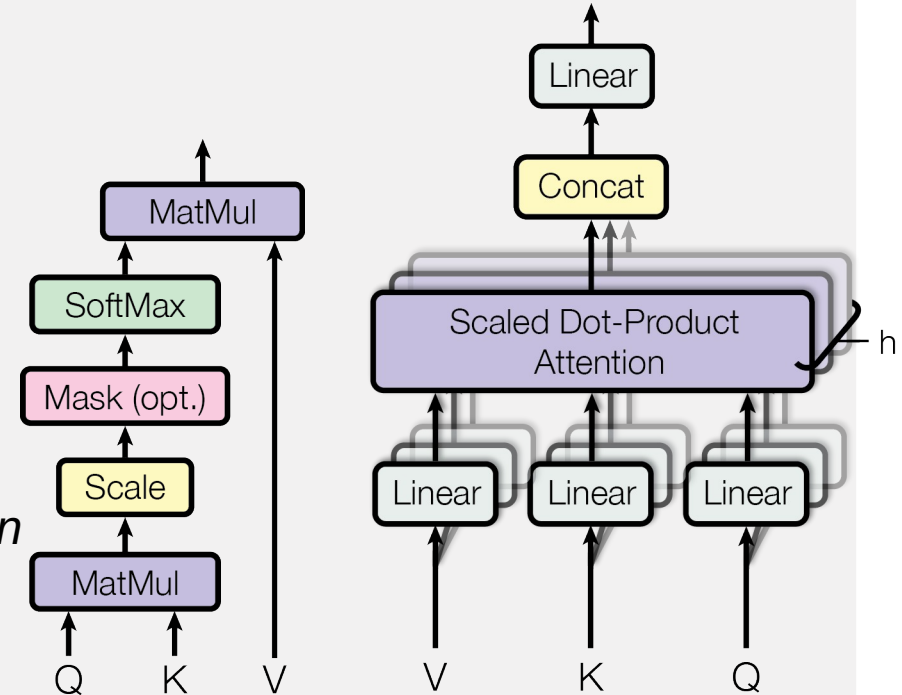 MatMul
SoftMax
Mask (opt.)
Scale
n
MatMul
Q K V
Linear
Concat
Scaled Dot-Product
Attention
h
Linear Linear Linear
V K Q